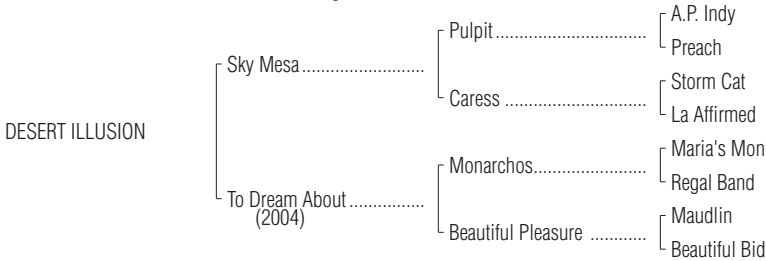 A.P. Indy
Pulpit
Preach
Sky Mesa
Storm Cat
Caress
La Affirmed
DESERT ILLUSION
Maria's Mon
Monarchos
Regal Band
To Dream About
(2004)
Maudlin
Beautiful Pleasure
Beautiful Bid